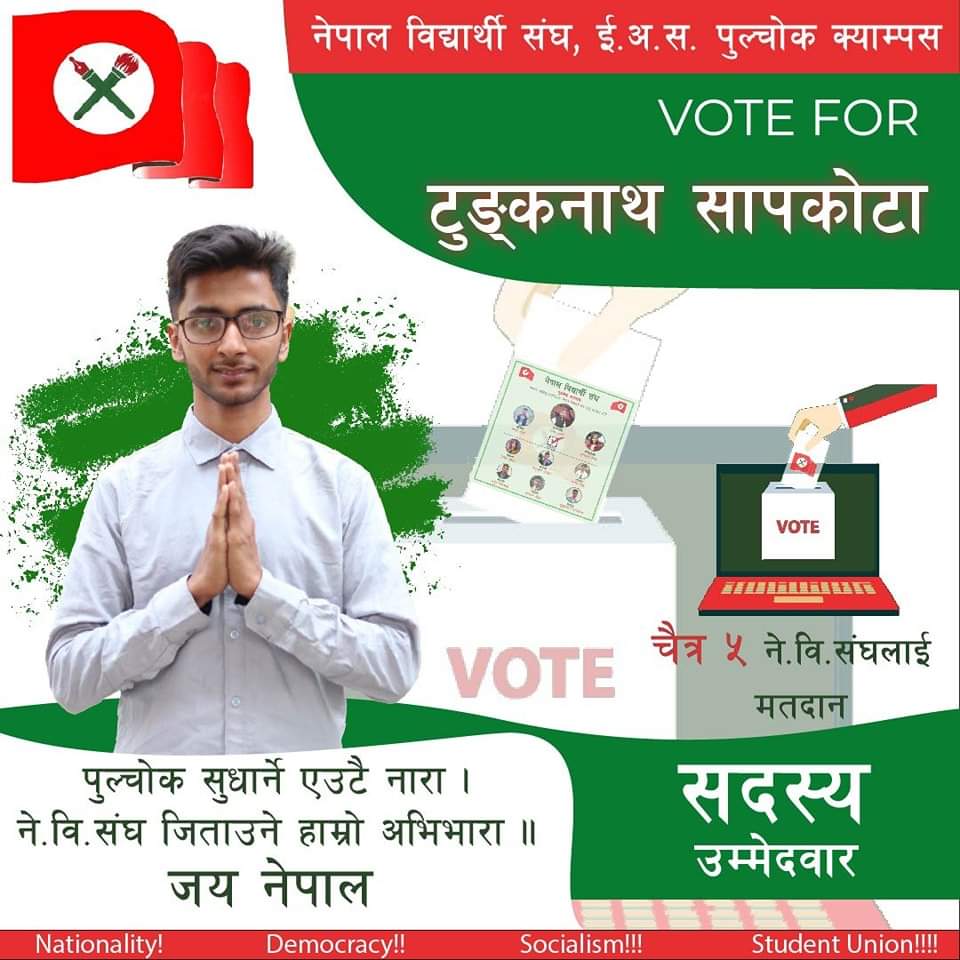 नेपाल विद्यार्थी संघ, ई.अ.स. पुल्चोक क्याम्पस
VOTE FOR
टुङ्कनाथ सापकोटा
नेपाल विद्यार्थी संघ
VOTE
VOTE
चैत्र ५ ने.वि.संघलाई
मतदान
पुल्चोक सुधार्ने एउटै नारा ।
ने.वि.संघ जिताउने हाम्रो अभिभारा ॥
जय नेपाल
सदस्य
उम्मेदवार
Nationality! Democracy!! Socialism!!! Student Union!!!!